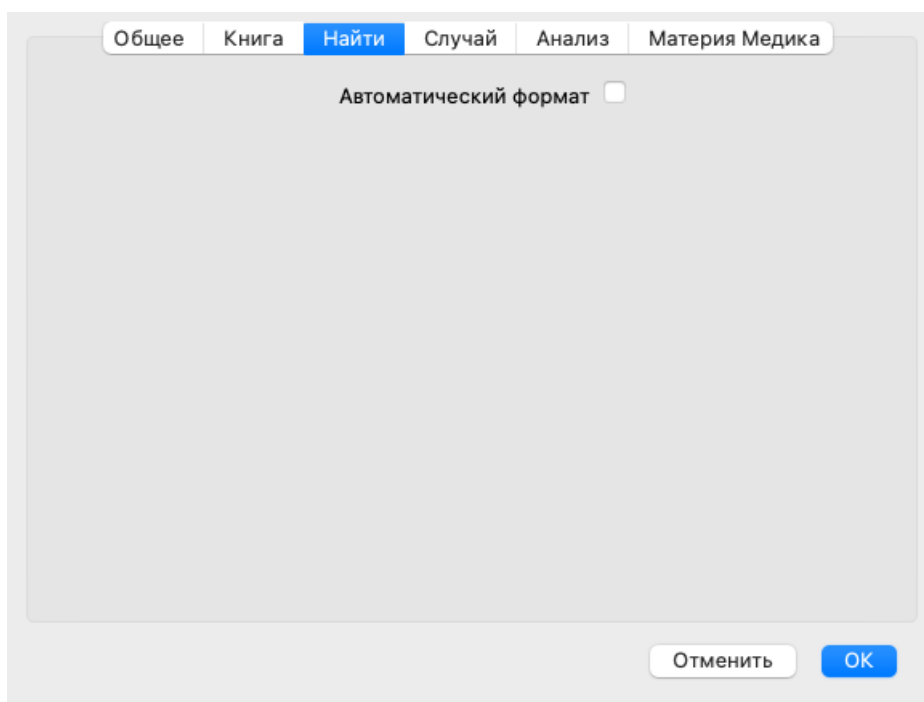 Общее Книга Найти Случай Анализ Материя Медика
Автоматический формат
Отменить OK